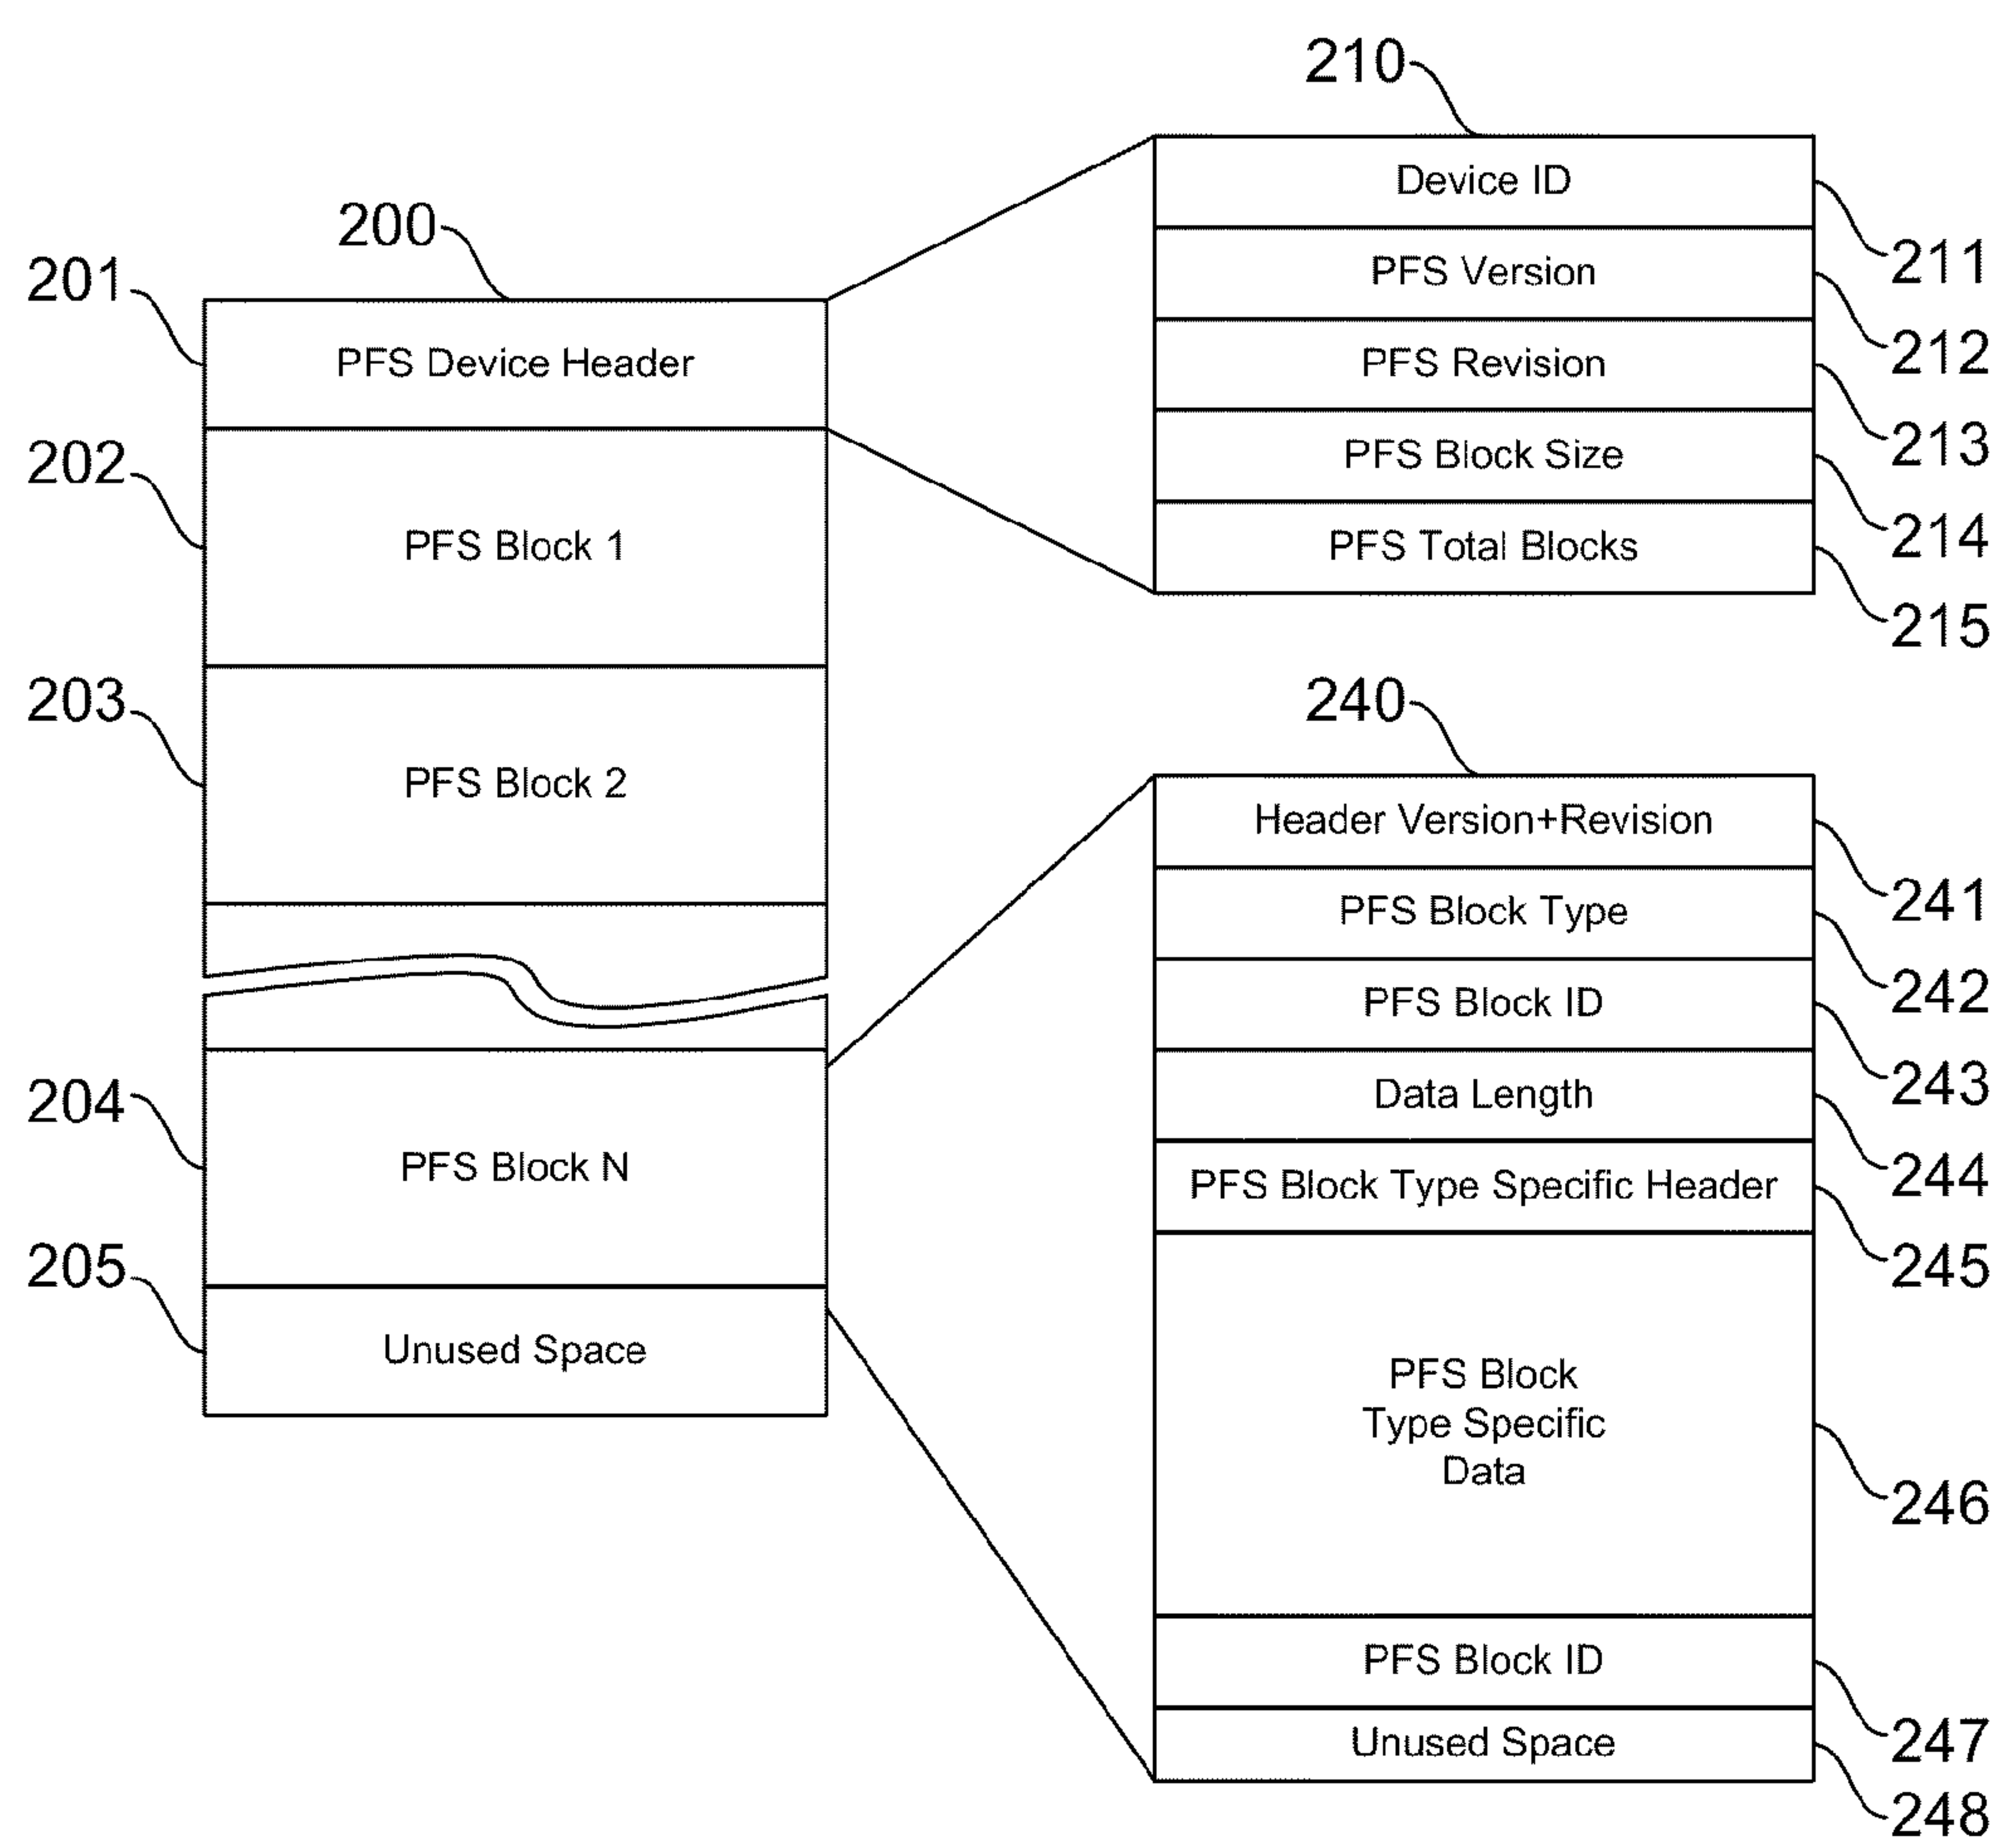 200
201
PFS Device Header
202
PFS Block 1
203
PFS Block 2
204
PFS Block N
205
Unused Space
210
Device ID
211
PFS Version
212
PFS Revision
213
PFS Block Size
214
PFS Total Blocks
215
240
Header Version+Revision
241
PFS Block Type
242
PFS Block ID
243
Data Length
244
PFS Block Type Specific Header
245
PFS Block
Type Specific
Data
246
PFS Block ID
247
Unused Space
248